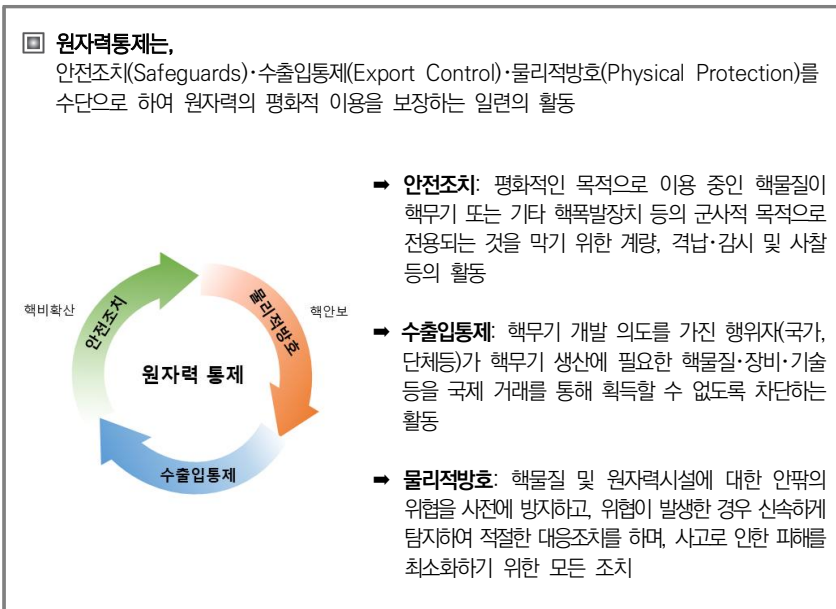 원자력통제는,
안전조치(Safeguards)･수출입통제(Export Control)･물리적방호(Physical Protection)를
수단으로 하여 원자력의 평화적 이용을 보장하는 일련의 활동
핵비확산
안전조치
물리적방호
핵안보
원자력 통제
수출입통제
➡ 안전조치: 평화적인 목적으로 이용 중인 핵물질이
핵무기 또는 기타 핵폭발장치 등의 군사적 목적으로
전용되는 것을 막기 위한 계량, 격납･감시 및 사찰
등의 활동
➡ 수출입통제: 핵무기 개발 의도를 가진 행위자(국가,
단체등)가 핵무기 생산에 필요한 핵물질･장비･기술
등을 국제 거래를 통해 획득할 수 없도록 차단하는
활동
➡ 물리적방호: 핵물질 및 원자력시설에 대한 안팎의
위협을 사전에 방지하고, 위협이 발생한 경우 신속하게
탐지하여 적절한 대응조치를 하며, 사고로 인한 피해를
최소화하기 위한 모든 조치